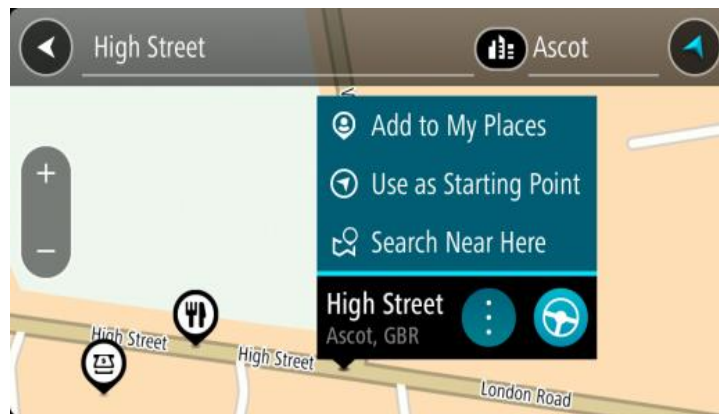 High Street
Ascot
Add to My Places
Use as Starting Point
Search Near Here
High Street
Ascot, GBR
High Street
High Street
London Road